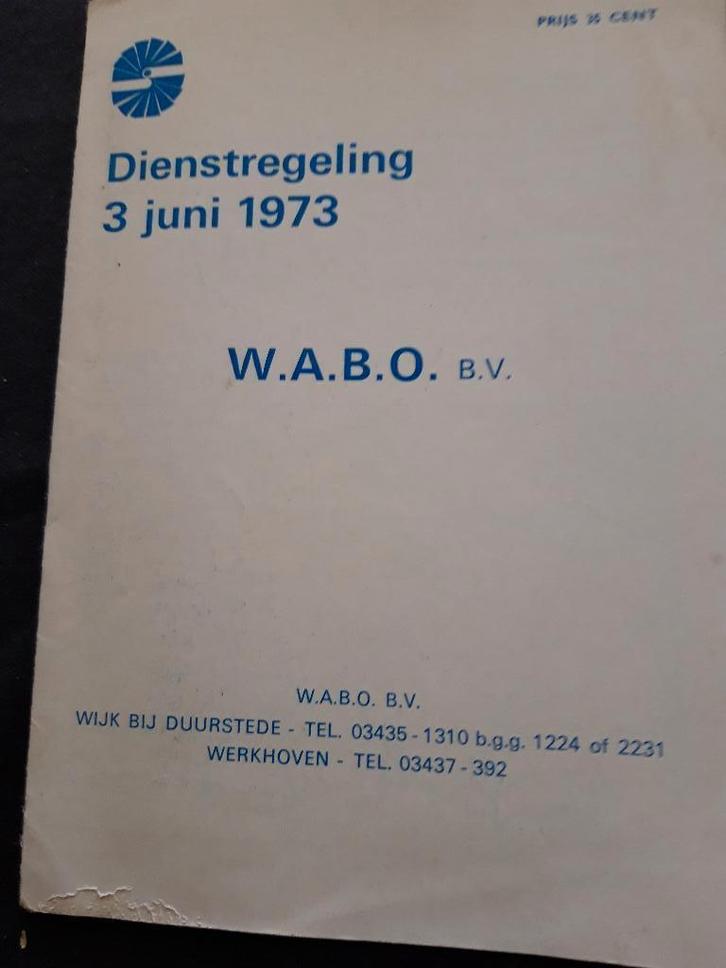 PRIJS 35 CENT
Dienstregeling
3 juni 1973
W.A.B.O. B.V.
W.A.B.O. B.V.
WIJK BIJ DUURSTEDE - TEL. 03435-1310 b.g.g. 1224 of 2231
WERKHOVEN - TEL. 03437-392